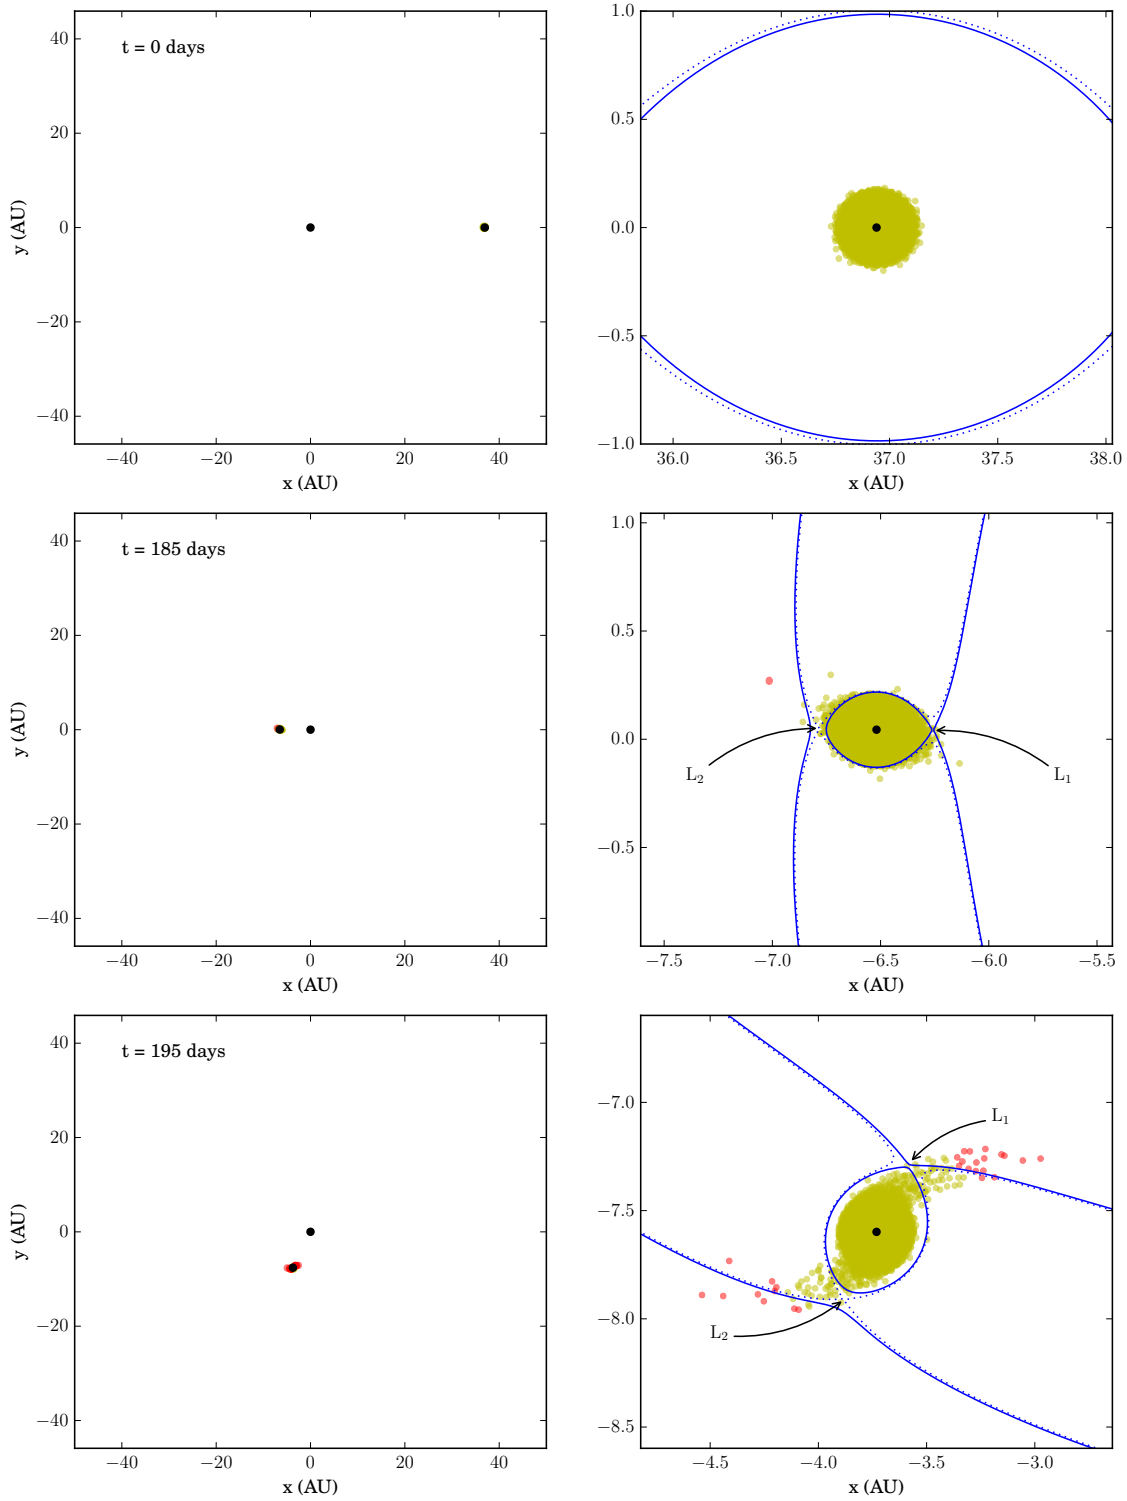 40
20
0
−20
−40
y (AU)
t = 0 days
−40 −20 0 20 40
x (AU)
1.0
0.5
0.0
−0.5
−1.0
36.0 36.5 37.0 37.5 38.0
x (AU)
40
20
0
−20
−40
y (AU)
t = 185 days
−40 −20 0 20 40
x (AU)
1.0
0.5
0.0
−0.5
L₂
L₁
−7.5 −7.0 −6.5 −6.0 −5.5
x (AU)
40
20
0
−20
−40
y (AU)
t = 195 days
−40 −20 0 20 40
x (AU)
−7.0
−7.5
−8.0
−8.5
L₁
L₂
−4.5 −4.0 −3.5 −3.0
x (AU)